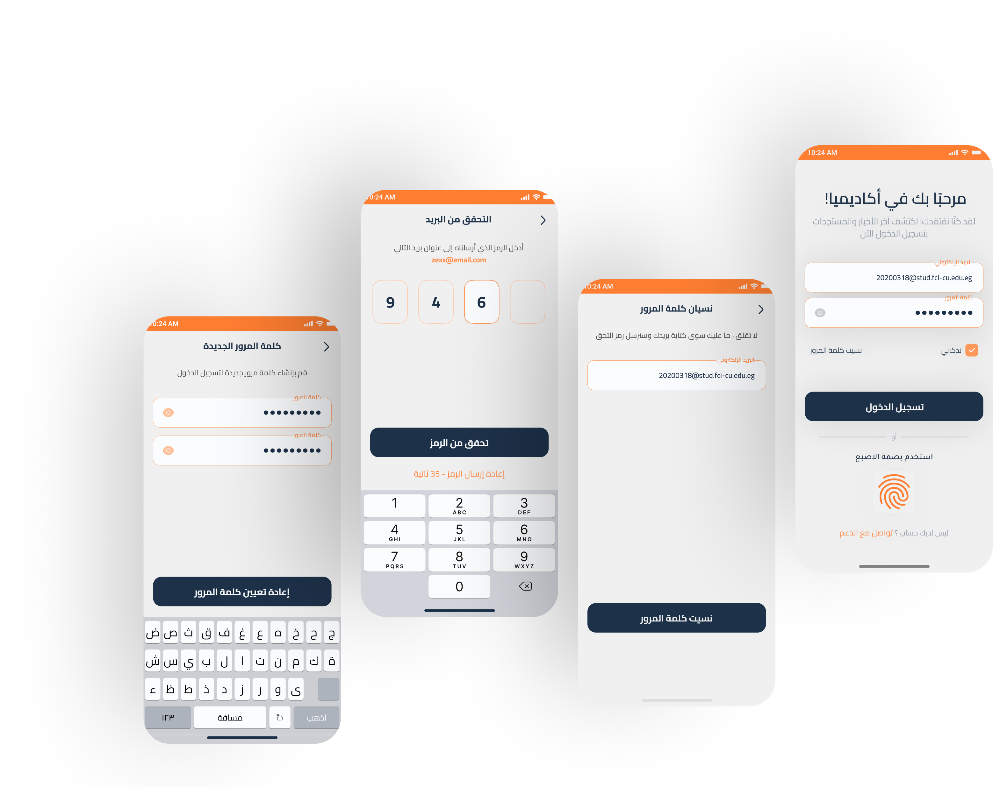 10:24 AM
مرحبًا بك في أكاديميا!
لقد كنّا نفتقدك! اكتشف آخر الأخبار والمستجدات
بتسجيل الدخول الآن
البريد الإلكتروني
20200318@stud.fci-cu.edu.eg
كلمة المرور
تذكرني
نسيت كلمة المرور
تسجيل الدخول
أو
استخدم بصمة الاصبع
ليس لديك حساب ؟ تواصل مع الدعم
10:24 AM
نسيان كلمة المرور
لا تقلق ، ما عليك سوى كتابة بريدك وسنرسل رمز التحق
البريد الإلكتروني
20200318@stud.fci-cu.edu.eg
نسيت كلمة المرور
10:24 AM
التحقق من البريد
أدخل الرمز الذي أرسلناه إلى عنوان بريد التالي
zexx@email.com
9 4 6
تحقق من الرمز
إعادة إرسال الرمز - 35 ثانية
1 2 3
ABC DEF
4 5 6
GHI JKL MNO
7 8 9
PQRS TUV WXYZ
0
10:24 AM
كلمة المرور الجديدة
قم بإنشاء كلمة مرور جديدة لتسجيل الدخول
كلمة المرور
كلمة المرور
إعادة تعيين كلمة المرور
ج ح خ ه ع غ ف ق ث ص ض
ة ك م ن ت ا ل ب ي س ش
ى و ر ز د ذ ط ظ ء
اذهب مسافة ١٢٣